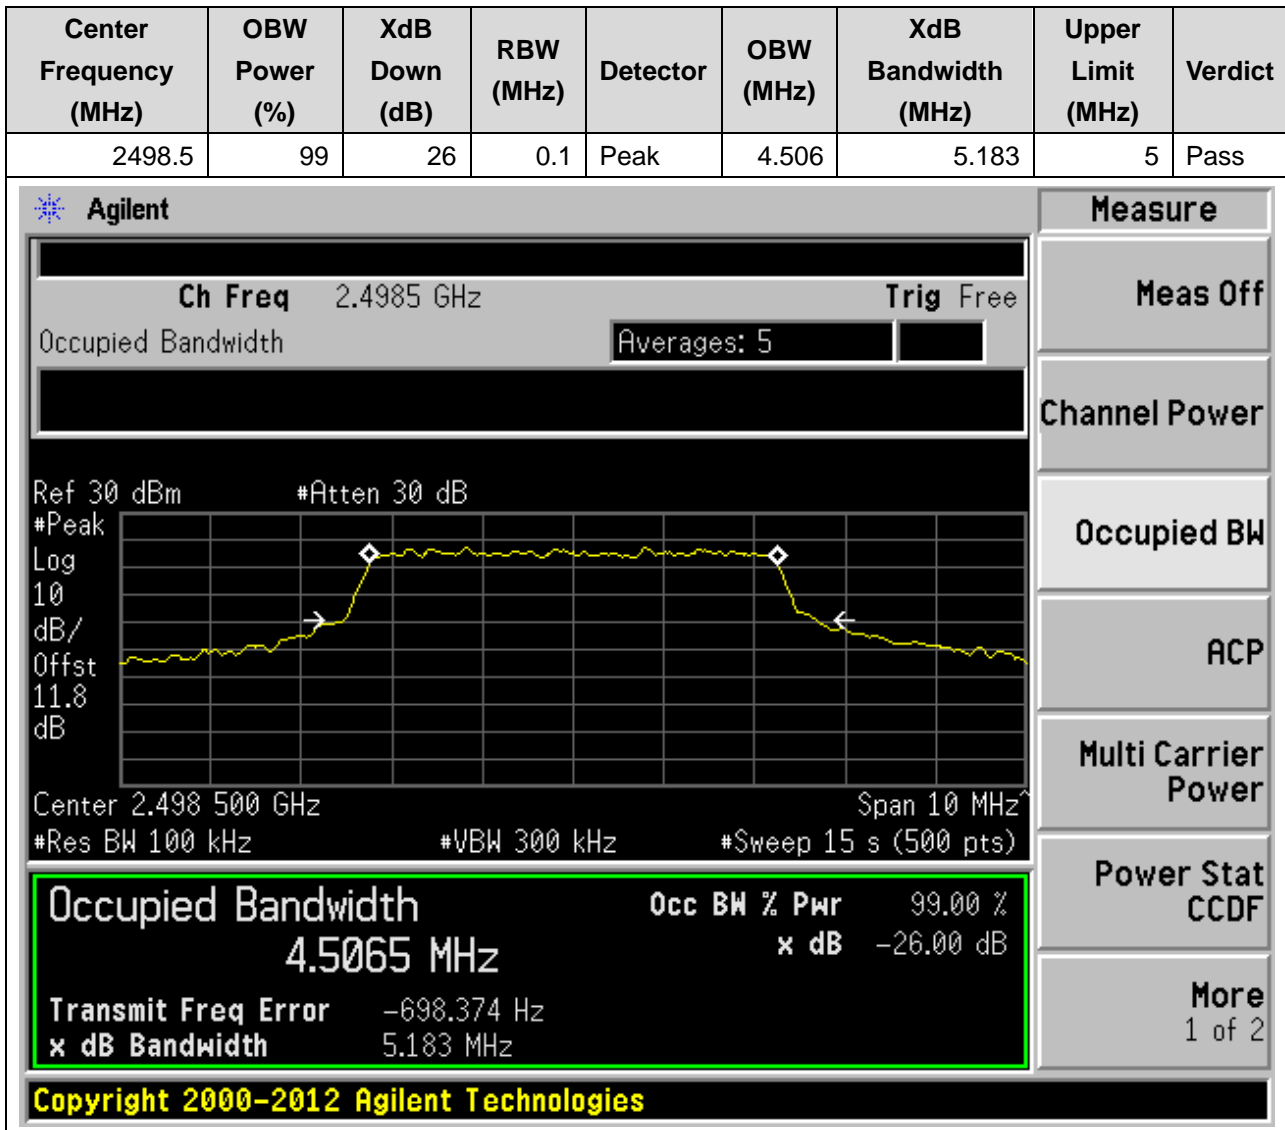 Center Frequency (MHz) OBW Power (%) XdB Down (dB) RBW (MHz) Detector OBW (MHz) XdB Bandwidth (MHz) Upper Limit (MHz) Verdict
2498.5 99 26 0.1 Peak 4.506 5.183 5 Pass
Agilent
Measure
Ch Freq 2.4985 GHz Trig Free
Meas Off
Occupied Bandwidth Averages: 5
Channel Power
Ref 30 dBm #Atten 30 dB
#Peak
Log
10
dB/
Offst
11.8
dB
Occupied BW
ACP
Multi Carrier
Power
Center 2.498 500 GHz Span 10 MHz^
#Res BW 100 kHz #VBW 300 kHz #Sweep 15 s (500 pts)
Power Stat
CCDF
Occupied Bandwidth Occ BW % Pwr 99.00 %
4.5065 MHz x dB -26.00 dB
Transmit Freq Error -698.374 Hz
x dB Bandwidth 5.183 MHz
More
1 of 2
Copyright 2000-2012 Agilent Technologies